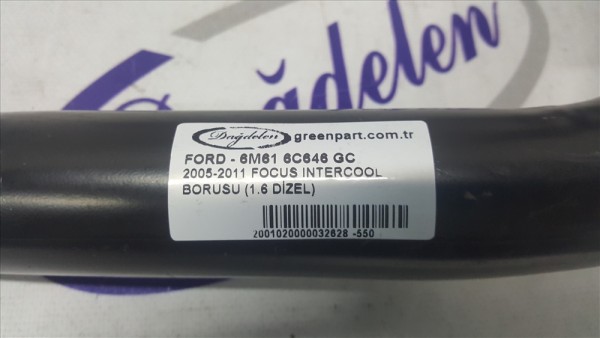 Dağdelen
Dağdelen greenpart.com.tr
FORD - 6M61 6C646 GC
2005-2011 FOCUS INTERCOOL
BORUSU (1.6 DİZEL)
2001020000032628 -550